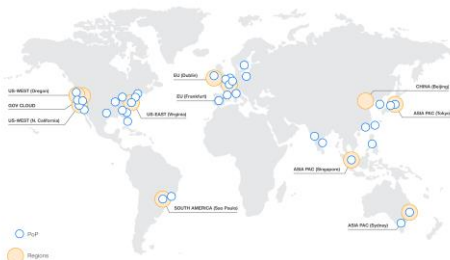 EU (Dublin)
CHINA (Beijing)
US-WEST (Oregon)
EU (Frankfurt)
GOV CLOUD
US-EAST (Virginia)
ASIA PAC (Tokyo)
US-WEST (N. California)
ASIA PAC (Singapore)
SOUTH AMERICA (Sao Paulo)
ASIA PAC (Sydney)
PoP
Regions